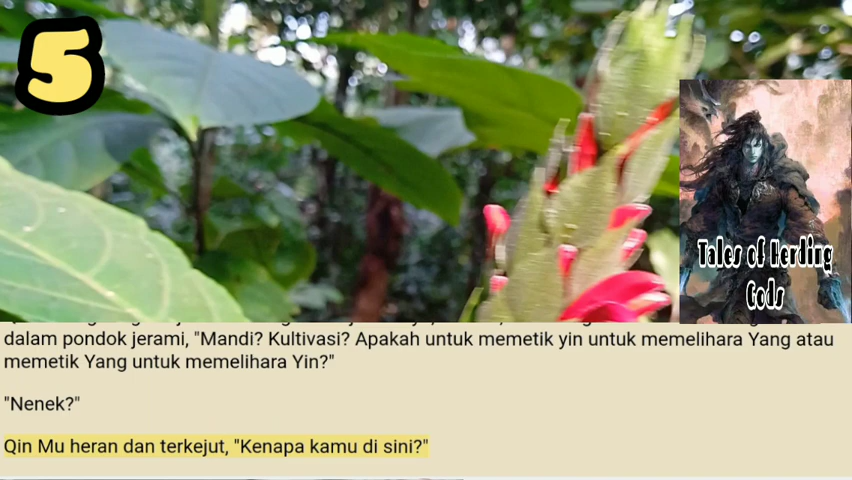 5
Tales of Herding
Gods
dalam pondok jerami, "Mandi? Kultivasi? Apakah untuk memetik yin untuk memelihara Yang atau
memetik Yang untuk memelihara Yin?"
"Nenek?"
Qin Mu heran dan terkejut, "Kenapa kamu di sini?"